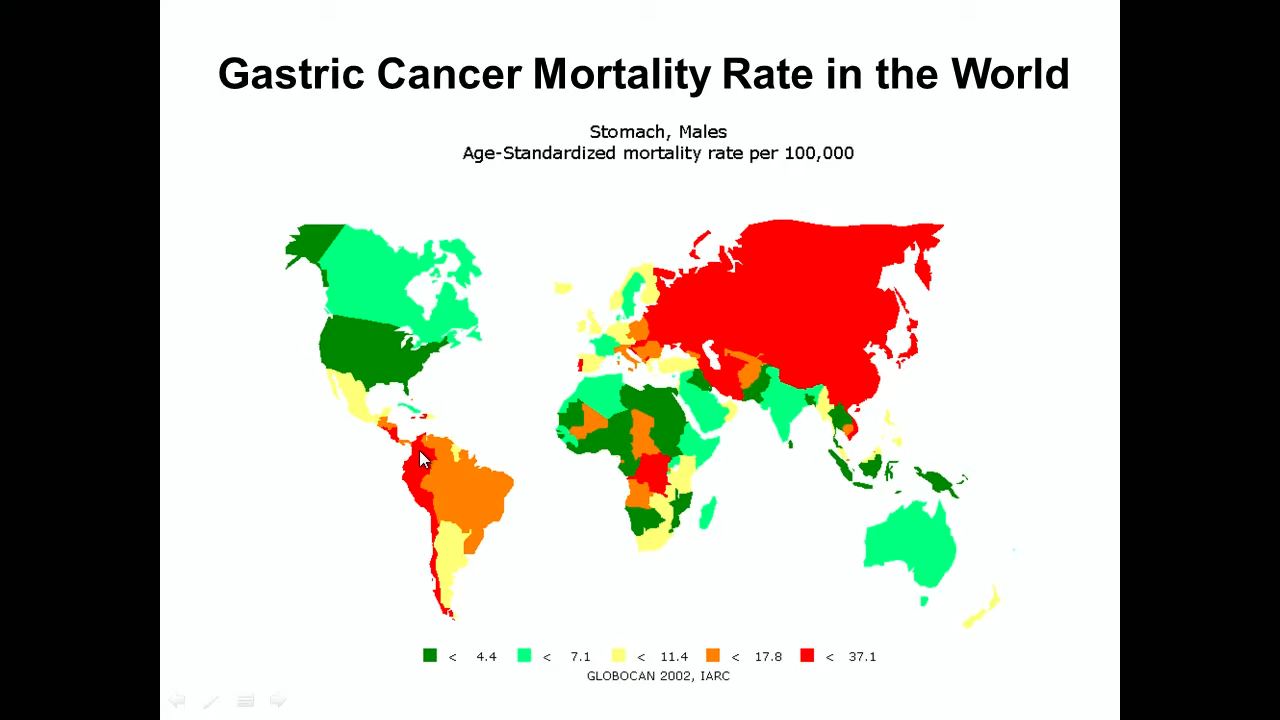 Gastric Cancer Mortality Rate in the World
Stomach, Males
Age-Standardized mortality rate per 100,000
< 4.4 < 7.1 < 11.4 < 17.8 < 37.1
GLOBOCAN 2002, IARC